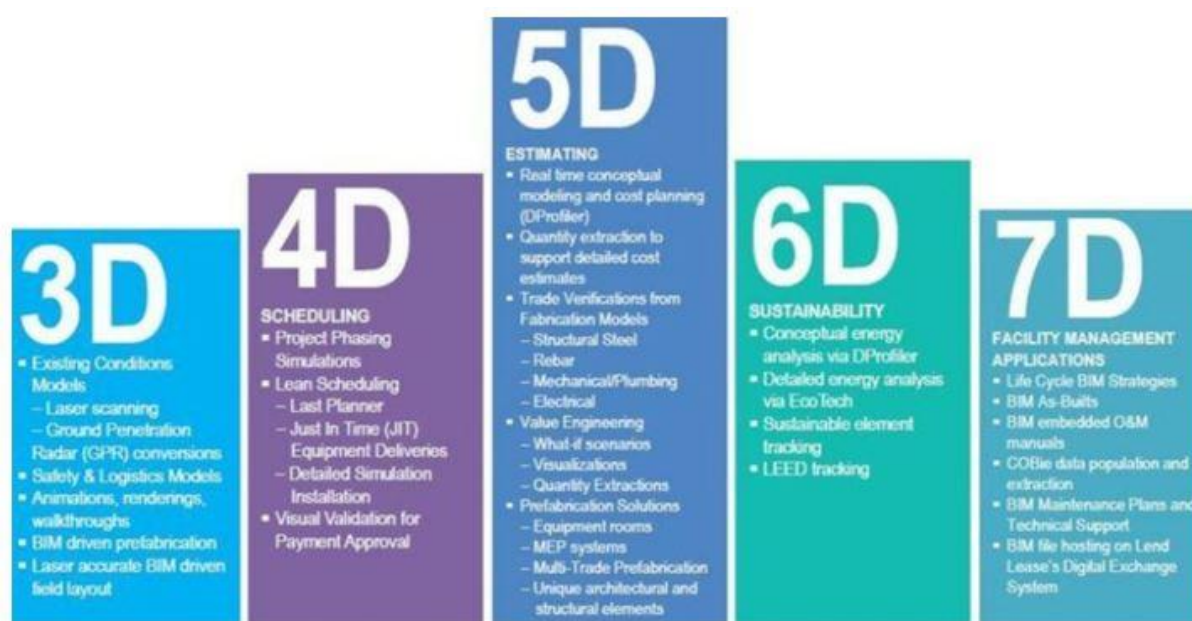 3D
▪ Existing Conditions
Models
– Laser scanning
– Ground Penetration
Radar (GPR) conversions
▪ Safety & Logistics Models
▪ Animations, renderings,
walkthroughs
▪ BIM driven prefabrication
▪ Laser accurate BIM driven
field layout
4D
SCHEDULING
▪ Project Phasing
Simulations
▪ Lean Scheduling
– Last Planner
– Just In Time (JIT)
Equipment Deliveries
– Detailed Simulation
Installation
▪ Visual Validation for
Payment Approval
5D
ESTIMATING
▪ Real time conceptual
modeling and cost planning
(DProfiler)
▪ Quantity extraction to
support detailed cost
estimates
▪ Trade Verifications from
Fabrication Models
– Structural Steel
– Rebar
– Mechanical/Plumbing
– Electrical
▪ Value Engineering
– What-if scenarios
– Visualizations
– Quantity Extractions
▪ Prefabrication Solutions
– Equipment rooms
– MEP systems
– Multi-Trade Prefabrication
– Unique architectural and
structural elements
6D
SUSTAINABILITY
▪ Conceptual energy
analysis via DProfiler
▪ Detailed energy analysis
via EcoTech
▪ Sustainable element
tracking
▪ LEED tracking
7D
FACILITY MANAGEMENT
APPLICATIONS
▪ Life Cycle BIM Strategies
▪ BIM As-Builts
▪ BIM embedded O&M
manuals
▪ COBie data population and
extraction
▪ BIM Maintenance Plans and
Technical Support
▪ BIM file hosting on Lend
Lease's Digital Exchange
System